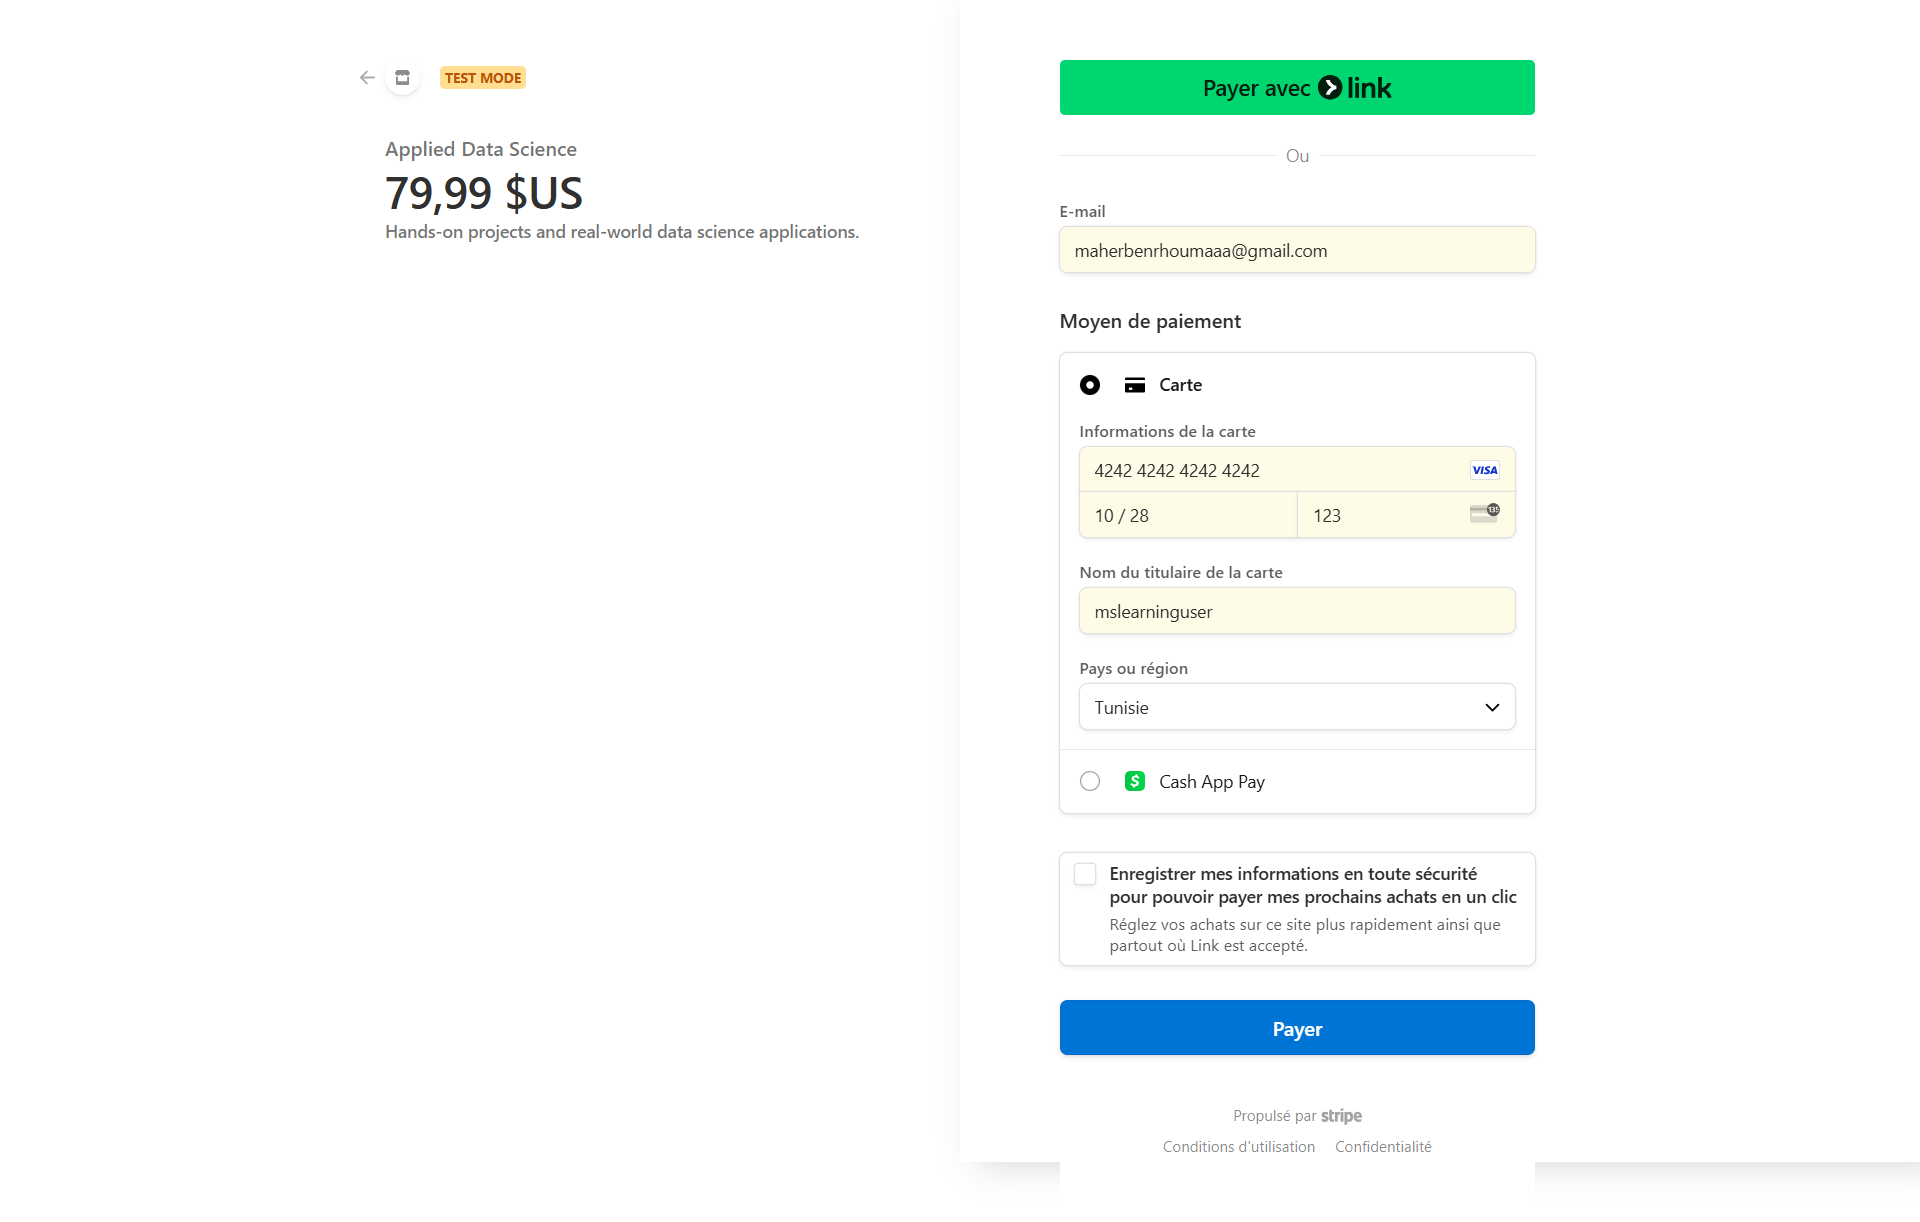 TEST MODE
Applied Data Science
79,99 $US
Hands-on projects and real-world data science applications.
Payer avec link
Ou
E-mail
maherbenrhoumaaa@gmail.com
Moyen de paiement
Carte
Informations de la carte
4242 4242 4242 4242 VISA
10 / 28 123 135
Nom du titulaire de la carte
mslearninguser
Pays ou région
Tunisie
$ Cash App Pay
Enregistrer mes informations en toute sécurité
pour pouvoir payer mes prochains achats en un clic
Réglez vos achats sur ce site plus rapidement ainsi que
partout où Link est accepté.
Payer
Propulsé par stripe
Conditions d'utilisation Confidentialité